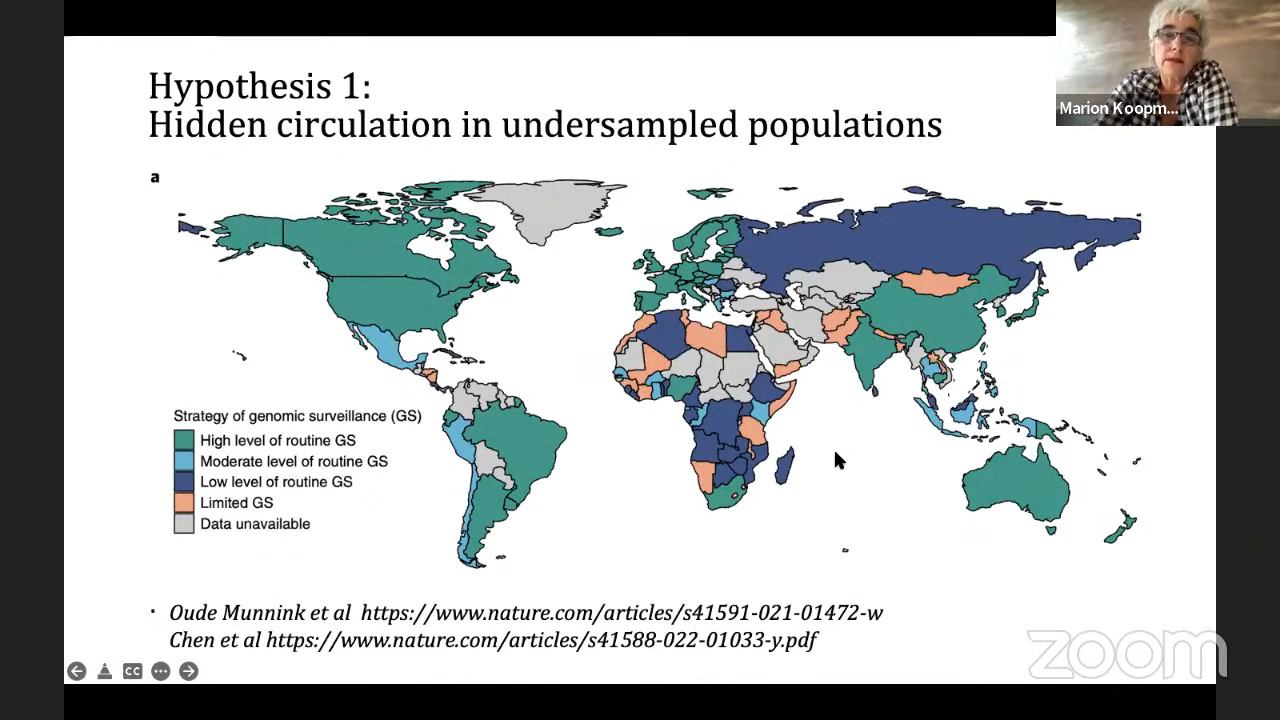 Hypothesis 1:
Hidden circulation in undersampled populations
Marion Koopm...
a
Strategy of genomic surveillance (GS)
High level of routine GS
Moderate level of routine GS
Low level of routine GS
Limited GS
Data unavailable
· Oude Munnink et al https://www.nature.com/articles/s41591-021-01472-w
Chen et al https://www.nature.com/articles/s41588-022-01033-y.pdf
CC
zoom